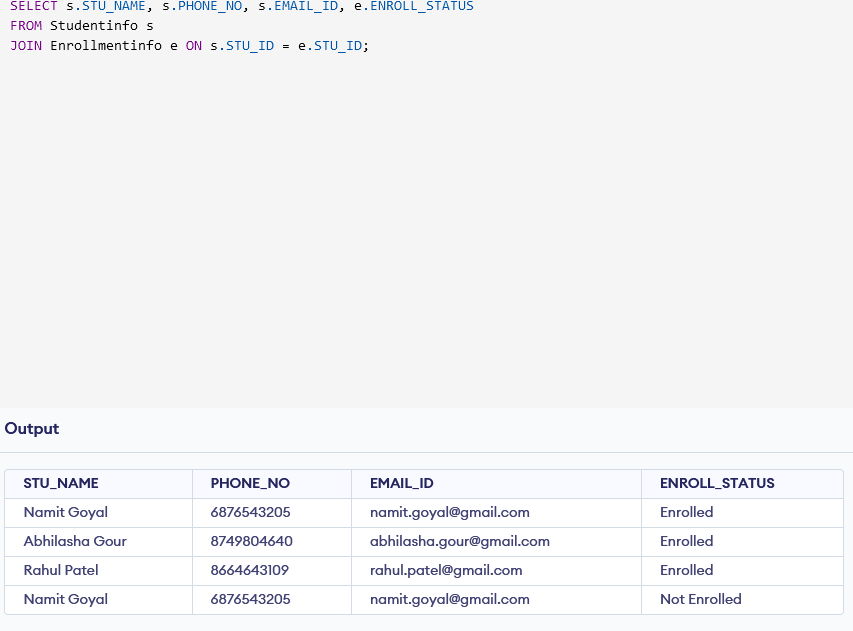 SELECT s.STU_NAME, s.PHONE_NO, s.EMAIL_ID, e.ENROLL_STATUS
FROM Studentinfo s
JOIN Enrollmentinfo e ON s.STU_ID = e.STU_ID;
Output
STU_NAME PHONE_NO EMAIL_ID ENROLL_STATUS
Namit Goyal 6876543205 namit.goyal@gmail.com Enrolled
Abhilasha Gour 8749804640 abhilasha.gour@gmail.com Enrolled
Rahul Patel 8664643109 rahul.patel@gmail.com Enrolled
Namit Goyal 6876543205 namit.goyal@gmail.com Not Enrolled